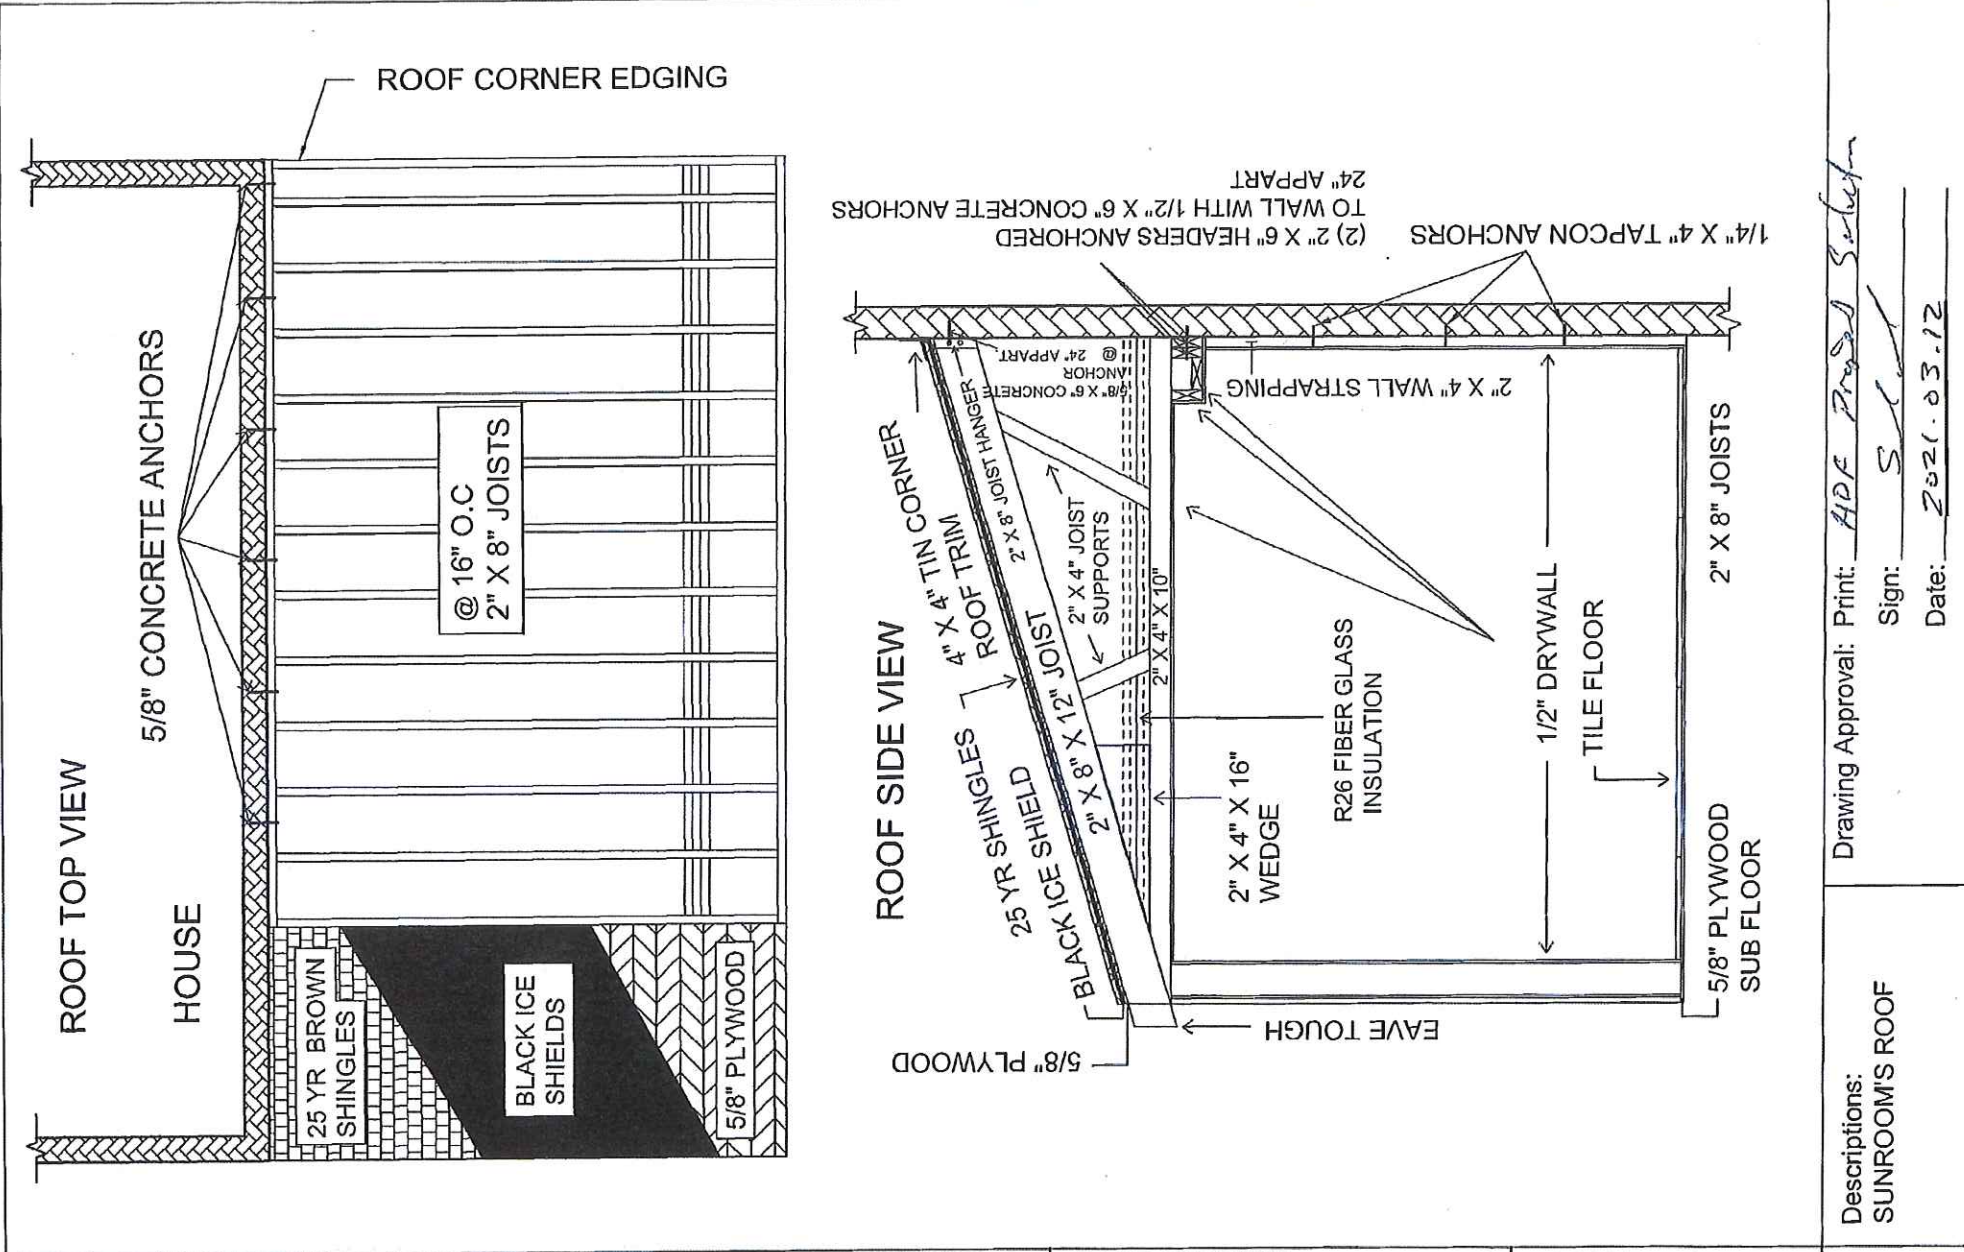 ROOF TOP VIEW
HOUSE
5/8" CONCRETE ANCHORS
ROOF CORNER EDGING
@ 16" O.C
2" X 8" JOISTS
25 YR BROWN
SHINGLES
BLACK ICE
SHIELDS
5/8" PLYWOOD
ROOF SIDE VIEW
5/8" PLYWOOD
BLACK ICE SHIELD
25 YR SHINGLES
4" X 4" TIN CORNER
ROOF TRIM
2" X 8" X 12" JOIST
2" X 8" JOIST HANGER
5/8" X 6" CONCRETE
ANCHOR
@ 24" APPART
2" X 4" JOIST
SUPPORTS
2" X 4" X 10"
(2) 2" X 6" HEADERS ANCHORED
TO WALL WITH 1/2" X 6" CONCRETE ANCHORS
24" APPART
1/4" X 4" TAPCON ANCHORS
2" X 4" WALL STRAPPING
EAVE TOUGH
2" X 4" X 16"
WEDGE
R26 FIBER GLASS
INSULATION
1/2" DRYWALL
TILE FLOOR
5/8" PLYWOOD
SUB FLOOR
2" X 8" JOISTS
Descriptions:
SUNROOM'S ROOF
Drawing Approval: Print:
Sign:
Date: 2021.03.12